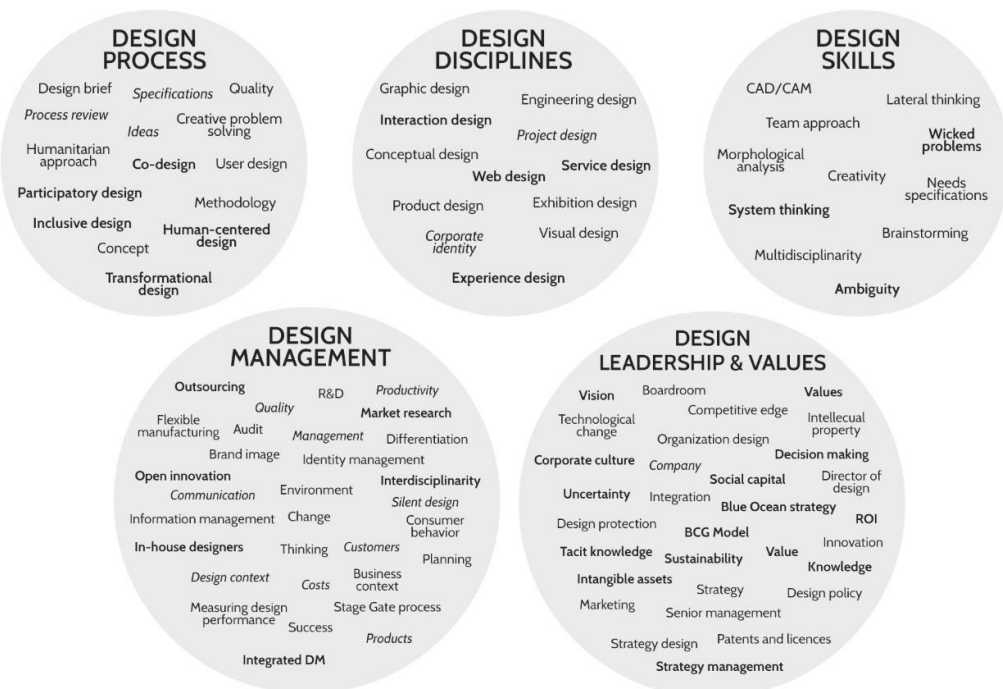 DESIGN
PROCESS
Design brief
Specifications
Quality
Process review
Ideas
Creative problem
solving
Humanitarian
approach
Co-design
User design
Participatory design
Methodology
Inclusive design
Human-centered
design
Concept
Transformational
design
DESIGN
DISCIPLINES
Graphic design
Engineering design
Interaction design
Project design
Conceptual design
Service design
Web design
Product design
Exhibition design
Corporate
identity
Visual design
Experience design
DESIGN
SKILLS
CAD/CAM
Lateral thinking
Team approach
Wicked
problems
Morphological
analysis
Creativity
Needs
specifications
System thinking
Brainstorming
Multidisciplinarity
Ambiguity
DESIGN
MANAGEMENT
Outsourcing
R&D
Productivity
Quality
Market research
Flexible
manufacturing
Audit
Management
Differentiation
Brand image
Identity management
Open innovation
Interdisciplinarity
Communication
Environment
Silent design
Information management
Change
Consumer
behavior
In-house designers
Thinking
Customers
Planning
Design context
Costs
Business
context
Measuring design
performance
Stage Gate process
Success
Products
Integrated DM
DESIGN
LEADERSHIP & VALUES
Vision
Boardroom
Values
Competitive edge
Technological
change
Intellecual
property
Organization design
Decision making
Corporate culture
Company
Social capital
Director of
design
Uncertainty
Integration
Blue Ocean strategy
ROI
Design protection
BCG Model
Innovation
Tacit knowledge
Sustainability
Value
Knowledge
Intangible assets
Strategy
Design policy
Marketing
Senior management
Strategy design
Patents and licences
Strategy management